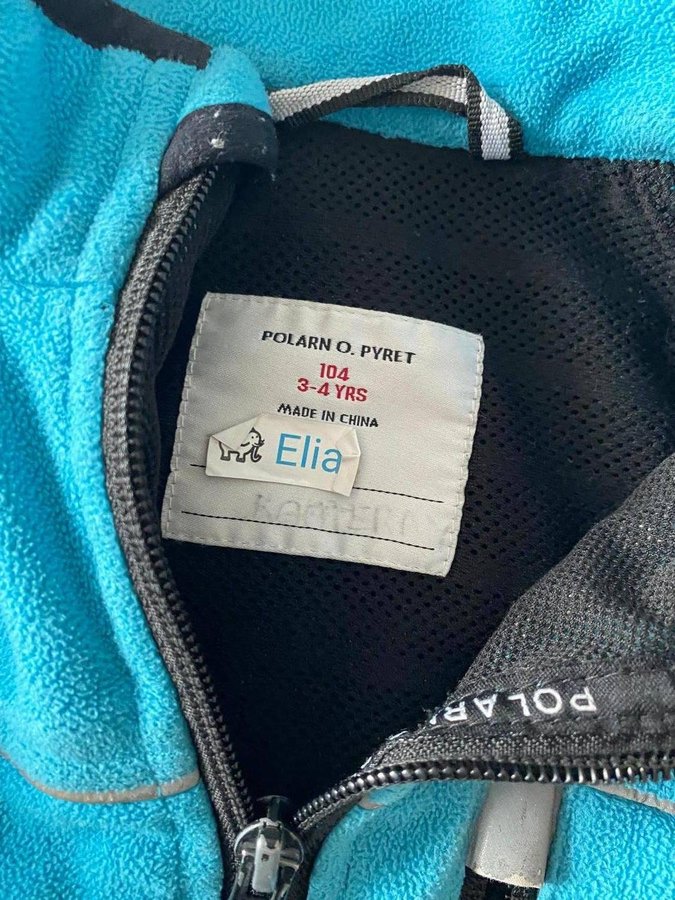 POLARN O. PYRET
104
3-4 YRS
MADE IN CHINA
Elia
POLAR